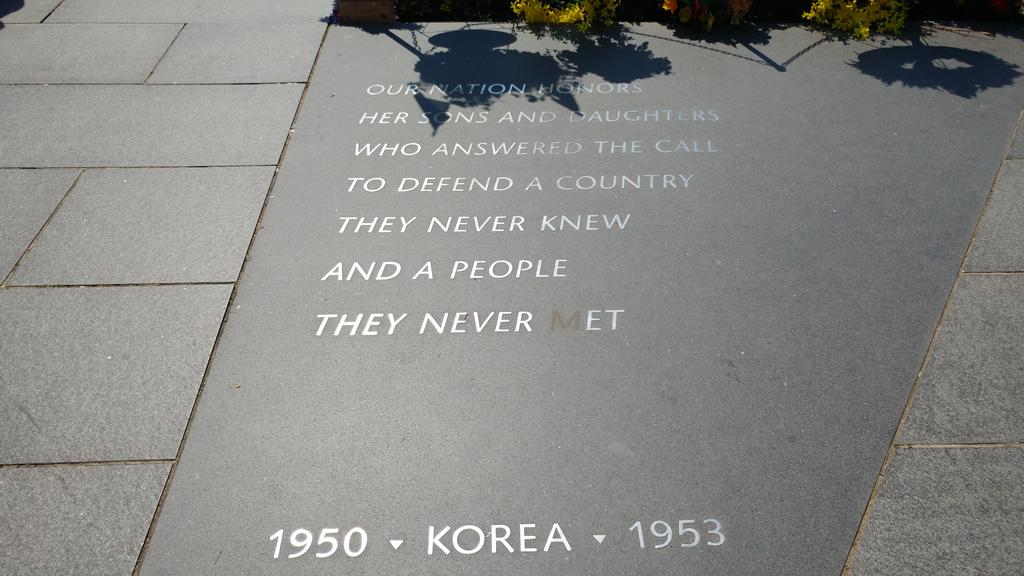 OUR NATION HONORS
HER SONS AND DAUGHTERS
WHO ANSWERED THE CALL
TO DEFEND A COUNTRY
THEY NEVER KNEW
AND A PEOPLE
THEY NEVER MET
1950 ▾ KOREA ▾ 1953